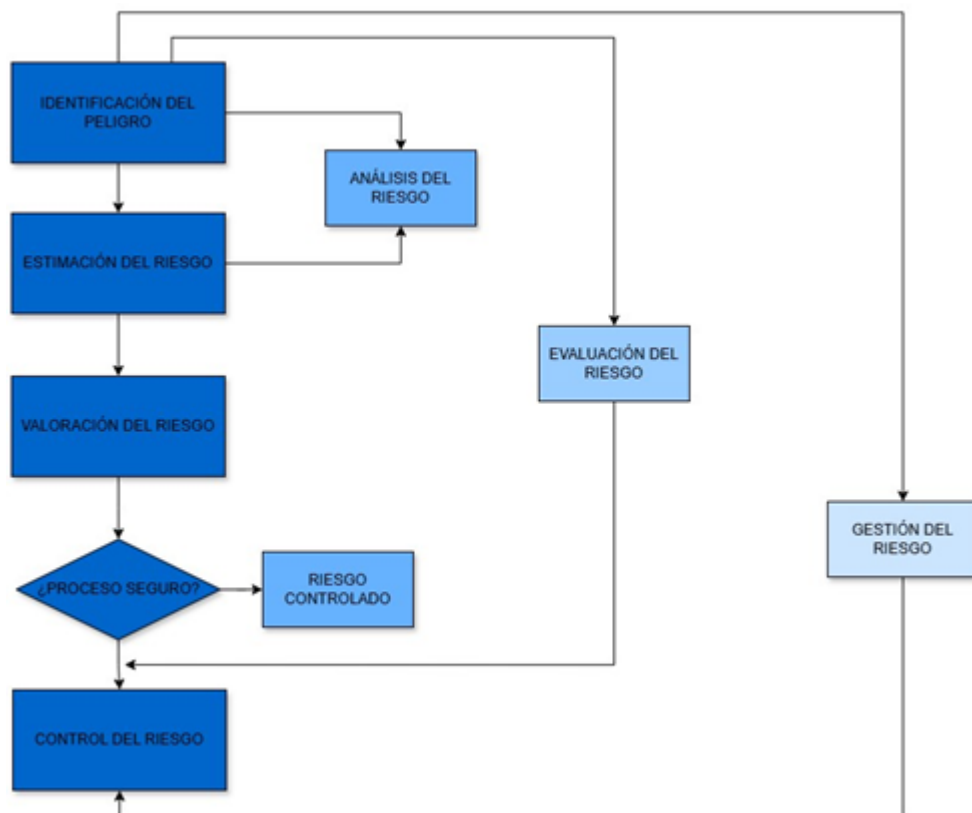 IDENTIFICACIÓN DEL
PELIGRO
ANÁLISIS DEL
RIESGO
ESTIMACIÓN DEL RIESGO
EVALUACIÓN DEL
RIESGO
VALORACIÓN DEL RIESGO
GESTIÓN DEL
RIESGO
¿PROCESO SEGURO?
RIESGO
CONTROLADO
CONTROL DEL RIESGO